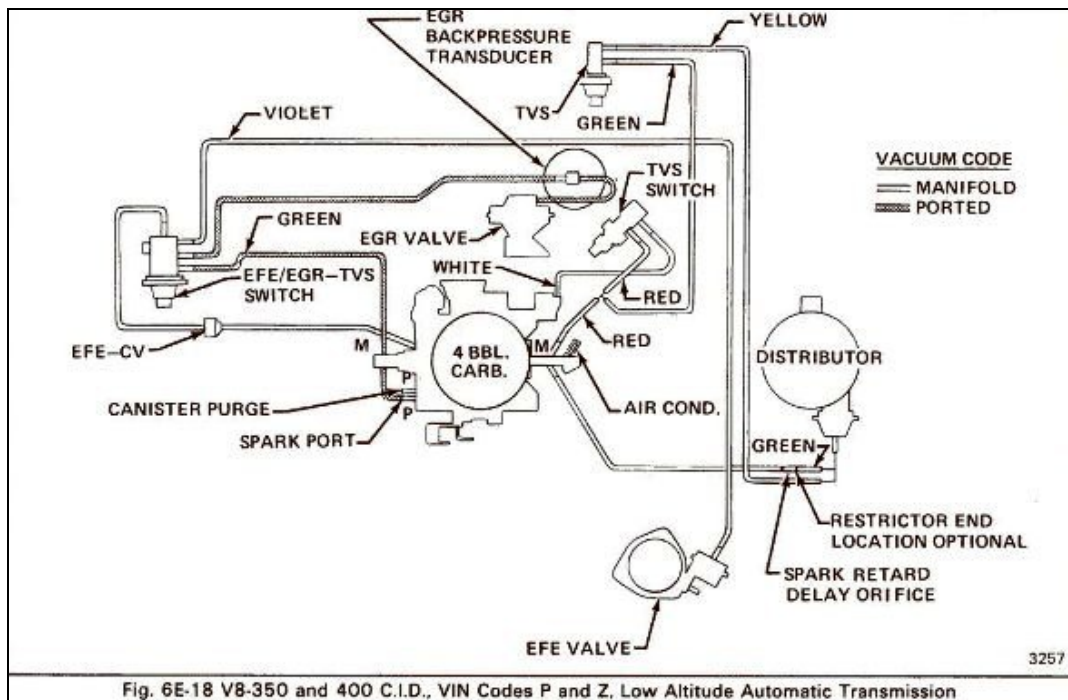 EGR
BACKPRESSURE
TRANSDUCER
YELLOW
TVS
GREEN
VIOLET
VACUUM CODE
MANIFOLD
PORTED
TVS
SWITCH
GREEN
EGR VALVE
EFE/EGR-TVS
SWITCH
WHITE
RED
RED
EFE-CV
M
M
4 BBL.
CARB.
DISTRIBUTOR
P
CANISTER PURGE
P
AIR COND.
SPARK PORT
GREEN
RESTRICTOR END
LOCATION OPTIONAL
SPARK RETARD
DELAY ORIFICE
EFE VALVE
3257
Fig. 6E-18 V8-350 and 400 C.I.D., VIN Codes P and Z, Low Altitude Automatic Transmission